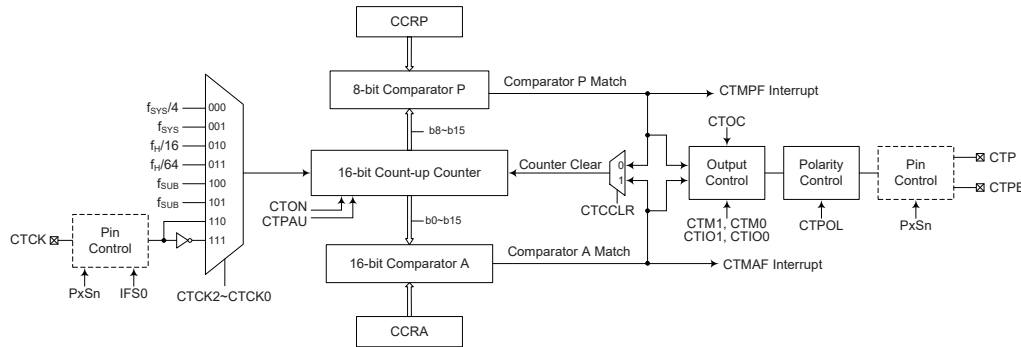 CCRP
8-bit Comparator P
Comparator P Match
CTMPF Interrupt
b8~b15
fSYS/4
fSYS
fH/16
fH/64
fSUB
fSUB
000
001
010
011
100
101
110
111
CTCK
Pin
Control
PxSn
IFS0
CTCK2~CTCK0
16-bit Count-up Counter
CTON
CTPAU
b0~b15
Counter Clear
0
1
CTCCLR
CTOC
Output
Control
CTM1, CTM0
CTIO1, CTIO0
Polarity
Control
CTPOL
Pin
Control
PxSn
CTP
CTPB
16-bit Comparator A
Comparator A Match
CTMAF Interrupt
CCRA